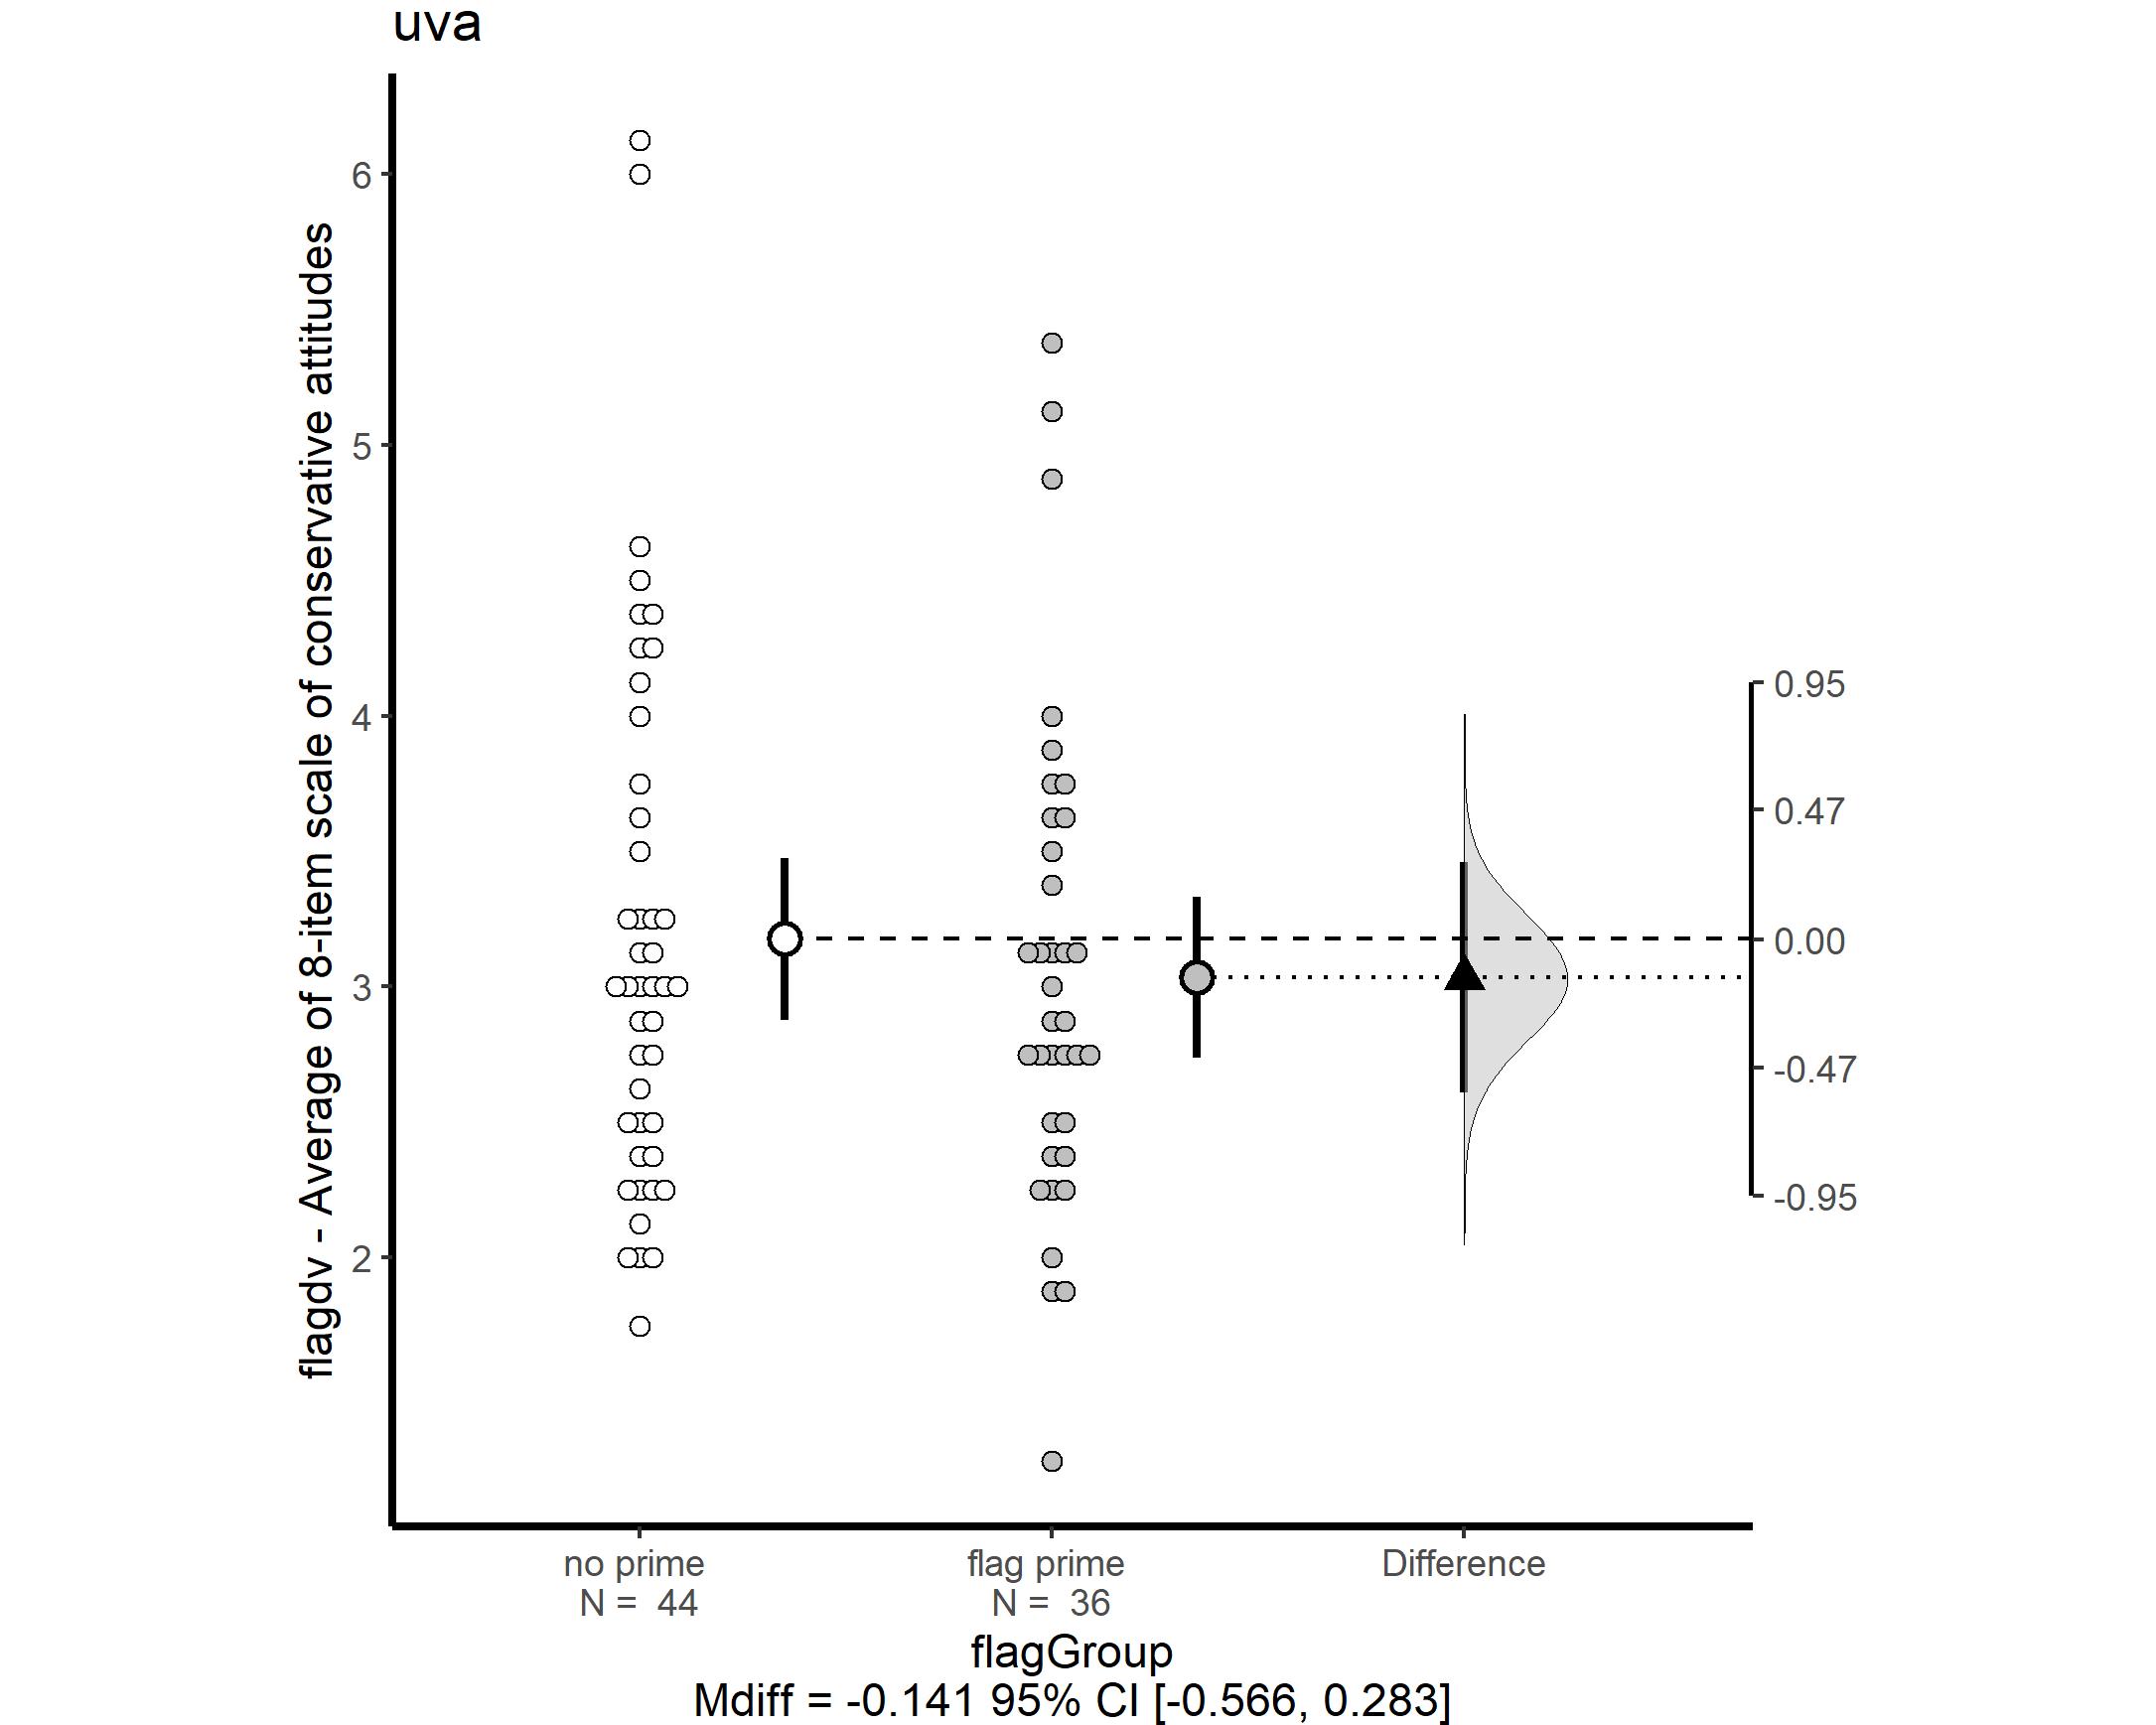 uva
flagdv - Average of 8-item scale of conservative attitudes
6
5
4
3
2
0.95
0.47
0.00
-0.47
-0.95
no prime
N =  44
flag prime
N =  36
Difference
flagGroup
Mdiff = -0.141 95% CI [-0.566, 0.283]